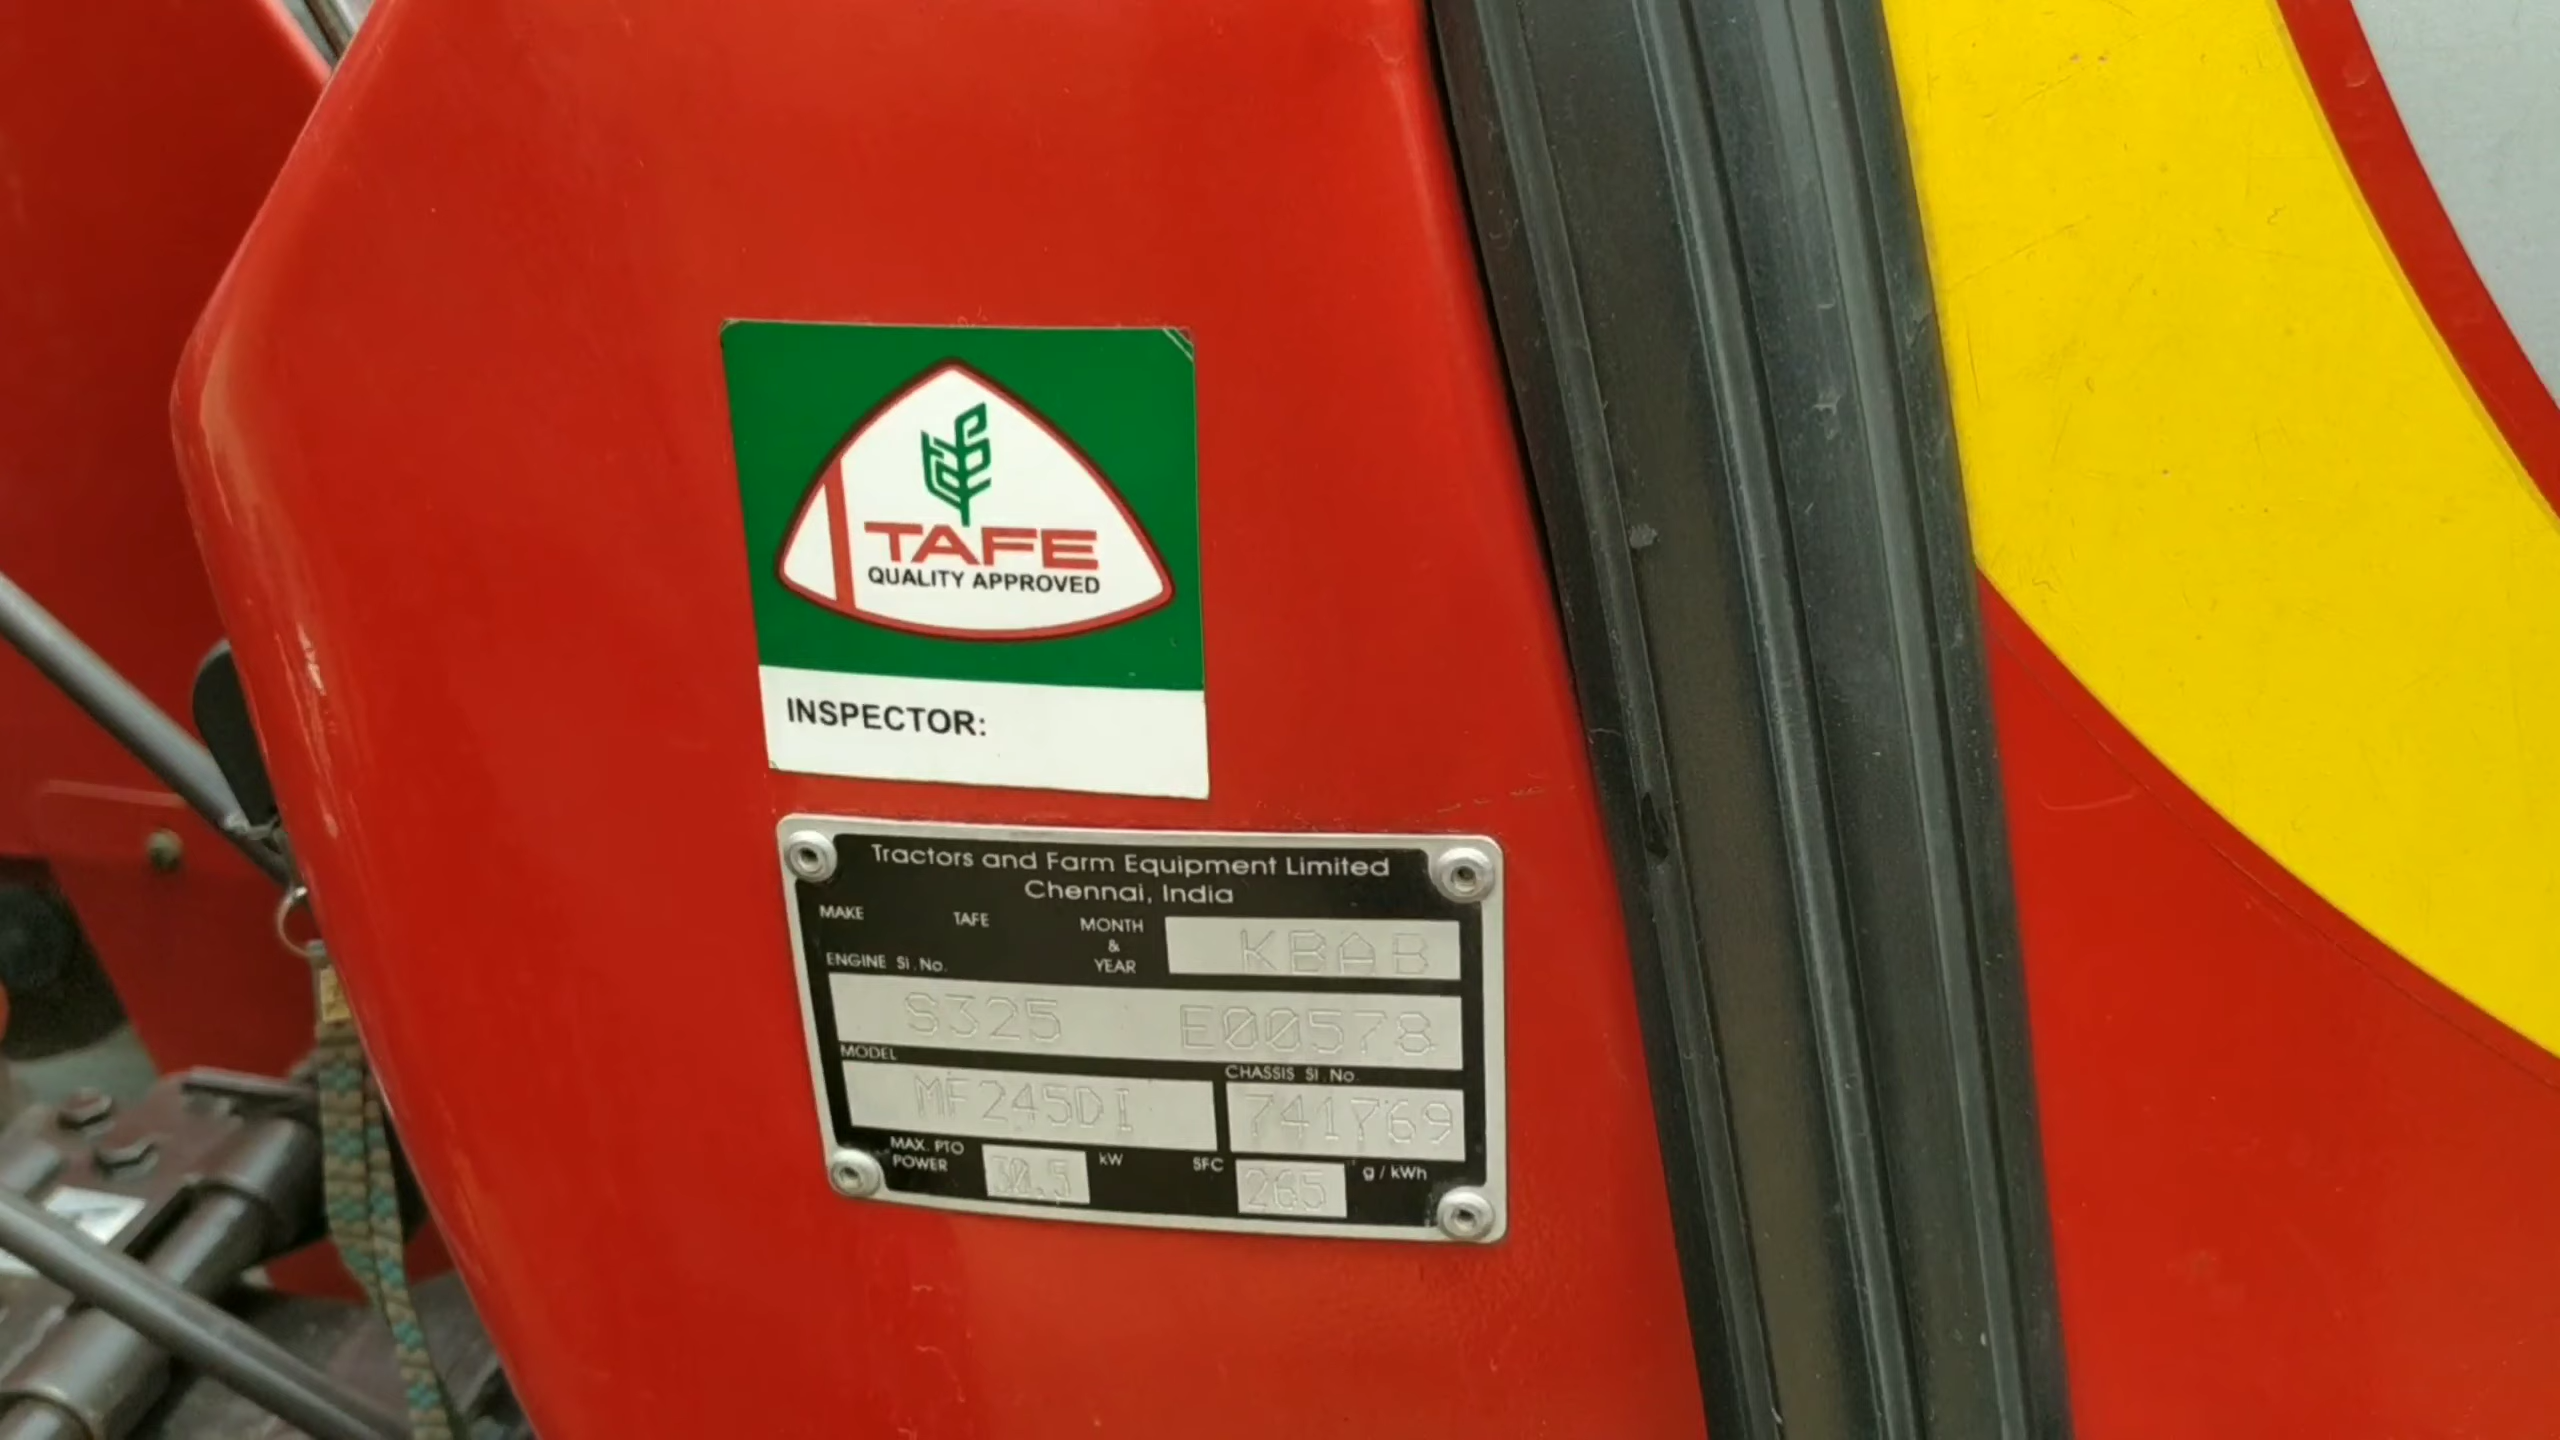 TAFE
QUALITY APPROVED
INSPECTOR:
Tractors and Farm Equipment Limited
Chennai, India
MAKE TAFE MONTH & YEAR KBAB
ENGINE Sl.No.
S325 E00578
MODEL CHASSIS Sl.No.
MF245DI 741769
MAX. PTO POWER 30.5 kW SFC 265 g / kWh